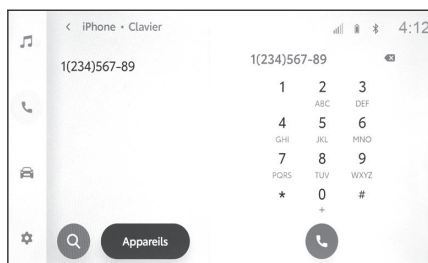 < iPhone • Clavier
4:12
1(234)567-89
1(234)567-89
1 2 3
ABC DEF
4 5 6
GHI JKL MNO
7 8 9
PQRS TUV WXYZ
* 0 #
+
Appareils